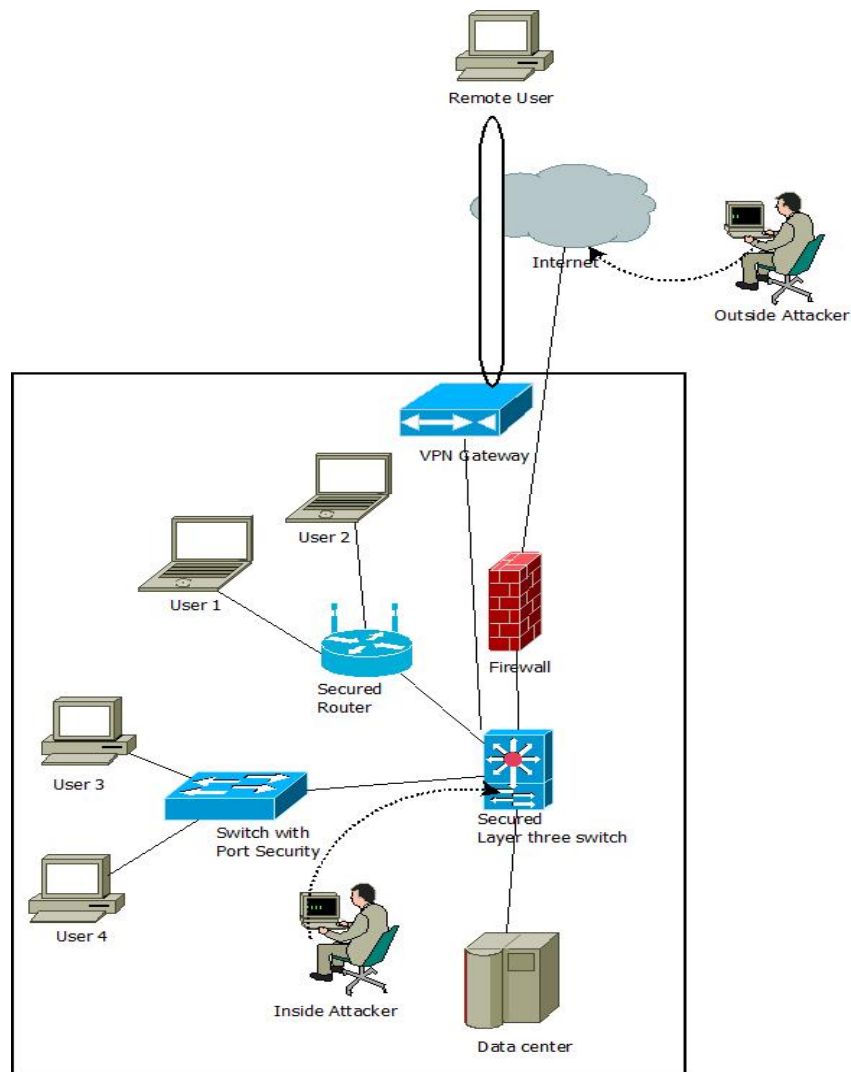 Remote User
Internet
Outside Attacker
VPN Gateway
User 2
User 1
Firewall
Secured
Router
User 3
Secured
Layer three switch
Switch with
Port Security
User 4
Inside Attacker
Data center